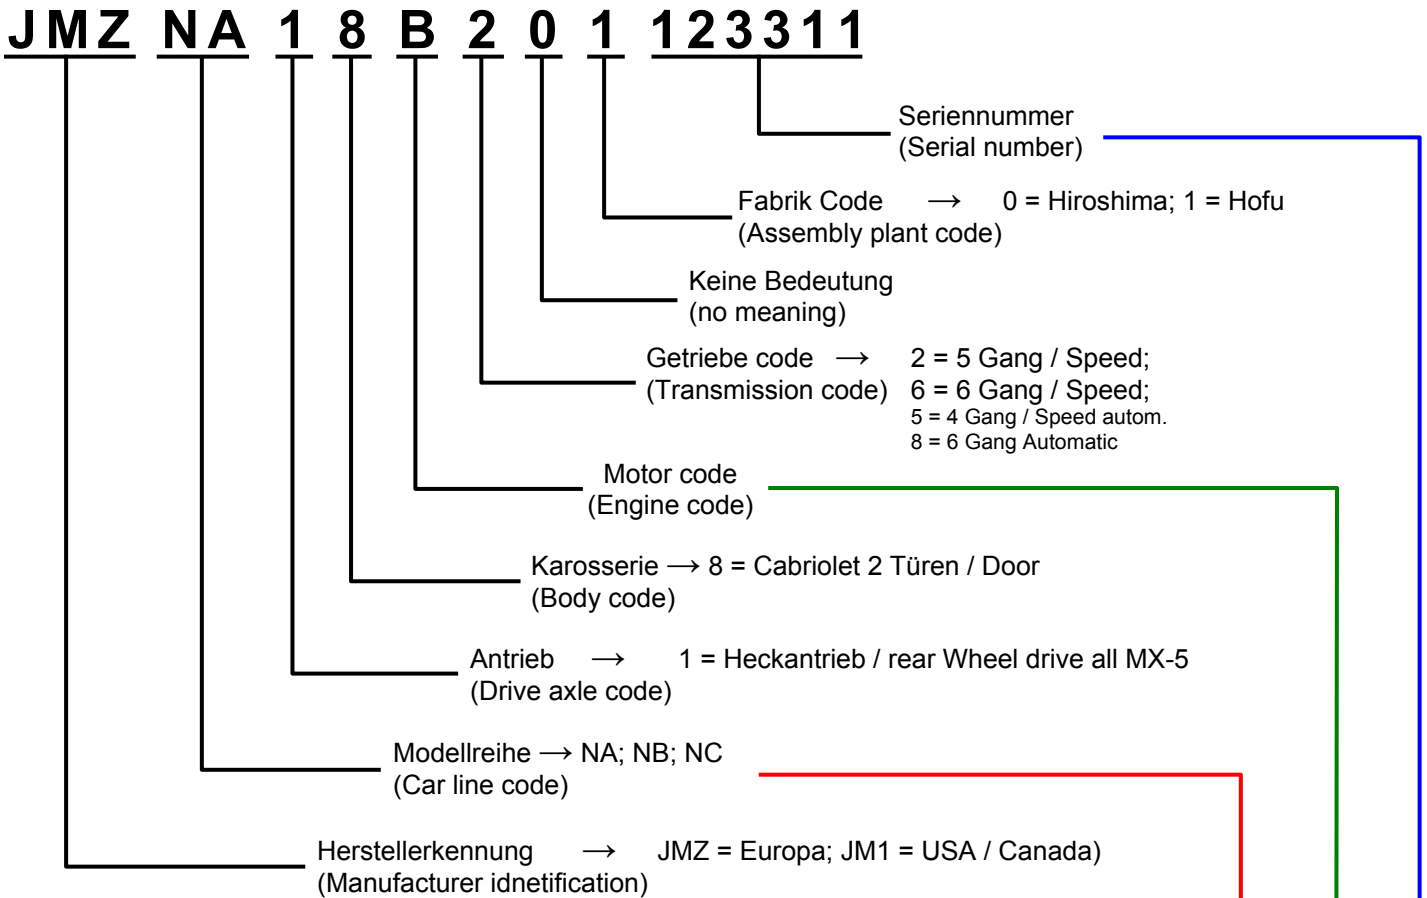 JMZ NA 1 8 B 2 0 1 123311
Seriennummer
(Serial number)
Fabrik Code → 0 = Hiroshima; 1 = Hofu
(Assembly plant code)
Keine Bedeutung
(no meaning)
Getriebe code → 2 = 5 Gang / Speed;
(Transmission code) 6 = 6 Gang / Speed;
5 = 4 Gang / Speed autom.
8 = 6 Gang Automatic
Motor code
(Engine code)
Karosserie → 8 = Cabriolet 2 Türen / Door
(Body code)
Antrieb → 1 = Heckantrieb / rear Wheel drive all MX-5
(Drive axle code)
Modellreihe → NA; NB; NC
(Car line code)
Herstellerkennung → JMZ = Europa; JM1 = USA / Canada)
(Manufacturer idnetification)